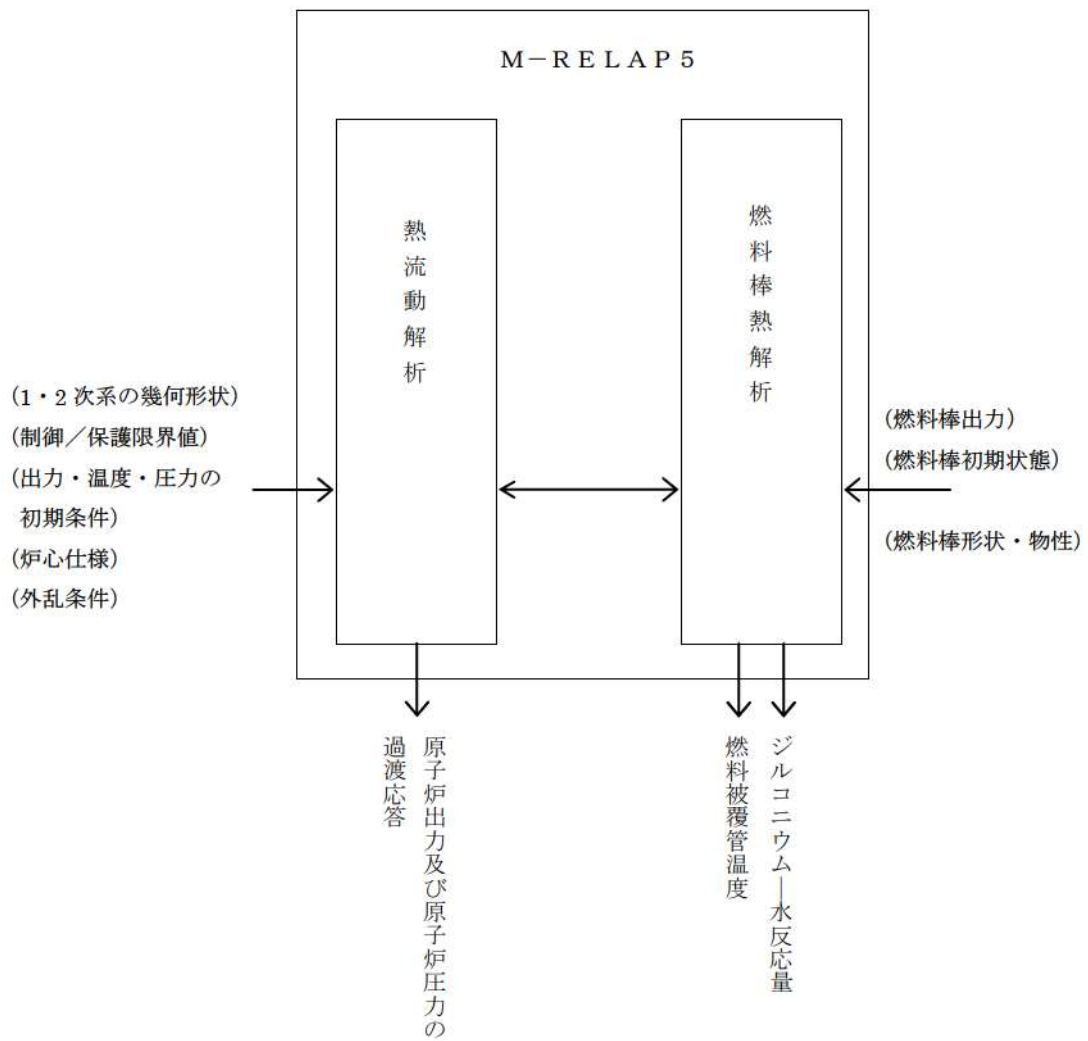 M-RELAP5
熱流動解析
燃料棒熱解析
(1・2次系の幾何形状)
(制御/保護限界値)
(出力・温度・圧力の
初期条件)
(炉心仕様)
(外乱条件)
(燃料棒出力)
(燃料棒初期状態)
(燃料棒形状・物性)
原子炉出力及び原子炉圧力の
過渡応答
ジルコニウム―水反応量
燃料被覆管温度